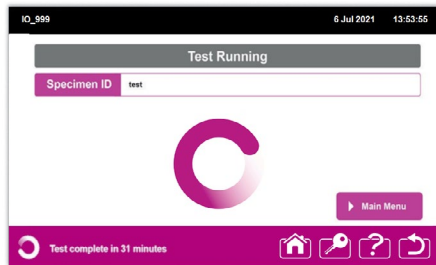 IO_999 6 Jul 2021 13:53:55
Test Running
Specimen ID test
Main Menu
Test complete in 31 minutes
?